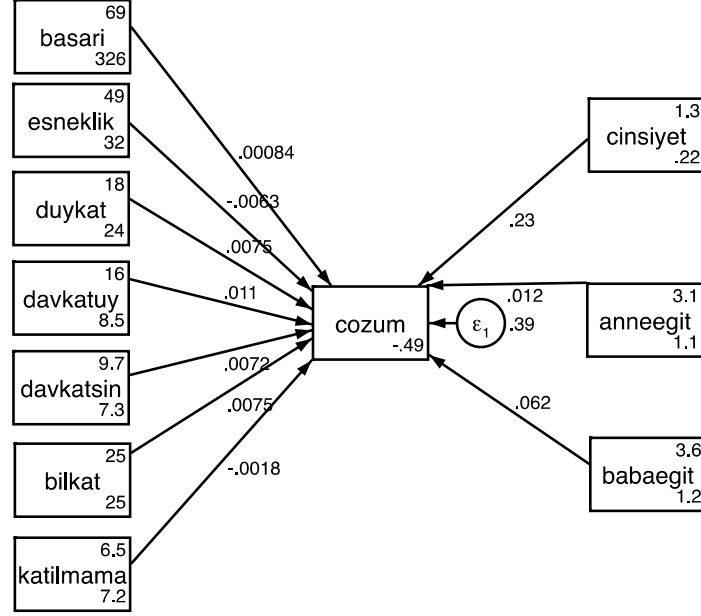 69
basari
326
49
esneklik
32
18
duykat
24
16
davkatuy
8.5
9.7
davkatsin
7.3
25
bilkat
25
6.5
katilmama
7.2
.00084
-.0063
.0075
.011
.0072
.0075
-.0018
cozum
-.49
ε1
.39
.23
.012
.062
1.3
cinsiyet
.22
3.1
anneegit
1.1
3.6
babaegit
1.2